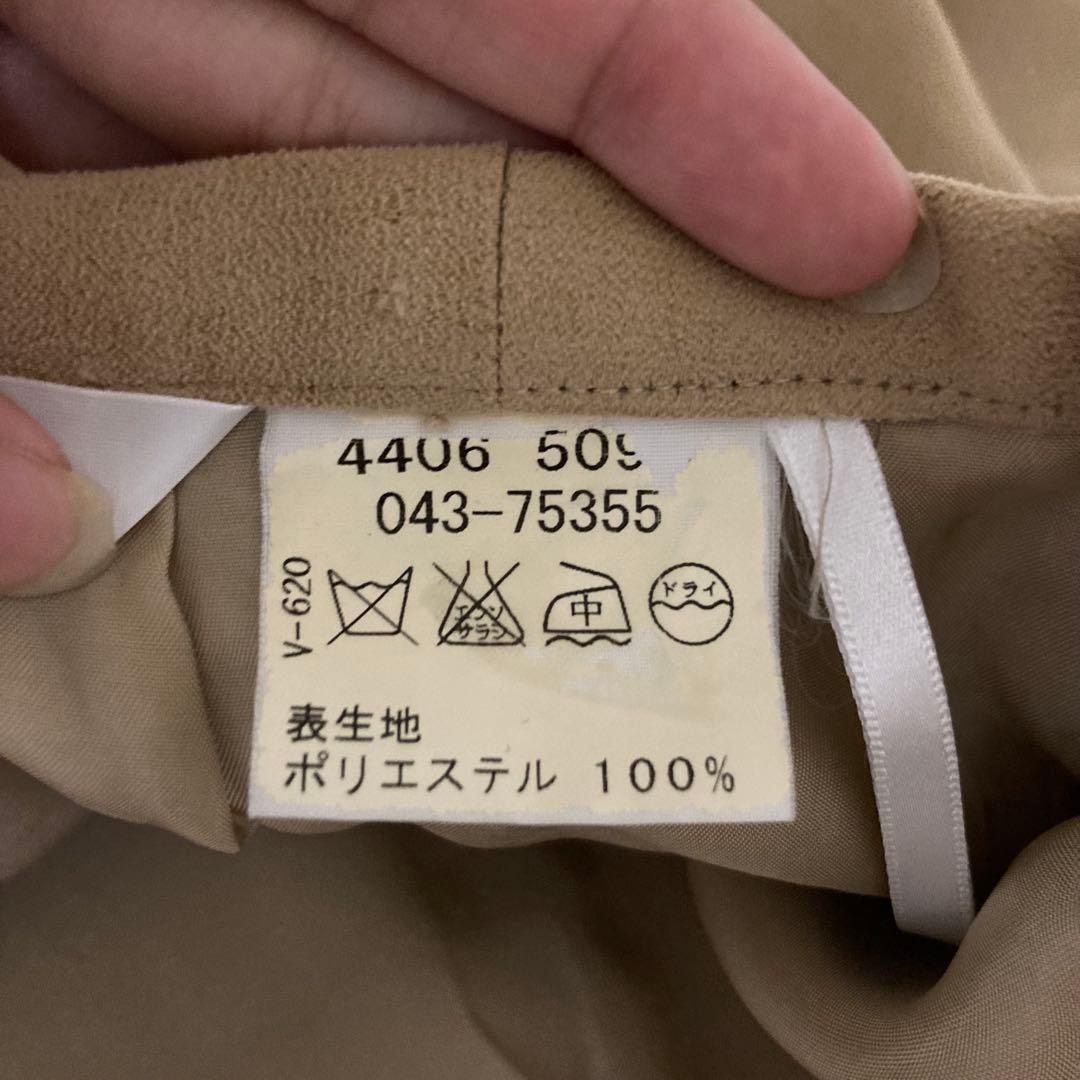 4406 509
043-75355
V-620
エンソ
サラシ
中
ドライ
表生地
ポリエステル 100%